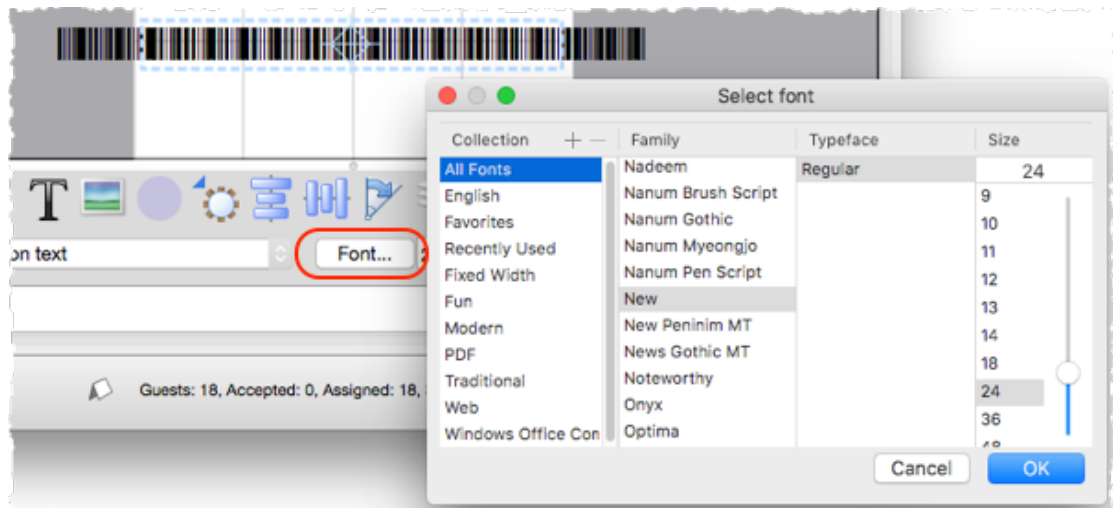 Select font
Collection + − Family Typeface Size
All Fonts
English
Favorites
Recently Used
Fixed Width
Fun
Modern
PDF
Traditional
Web
Windows Office Con
Nadeem
Nanum Brush Script
Nanum Gothic
Nanum Myeongjo
Nanum Pen Script
New
New Peninim MT
News Gothic MT
Noteworthy
Onyx
Optima
Regular
24
9
10
11
12
13
14
18
24
36
48
Cancel OK
T
on text
Font...
Guests: 18, Accepted: 0, Assigned: 18,